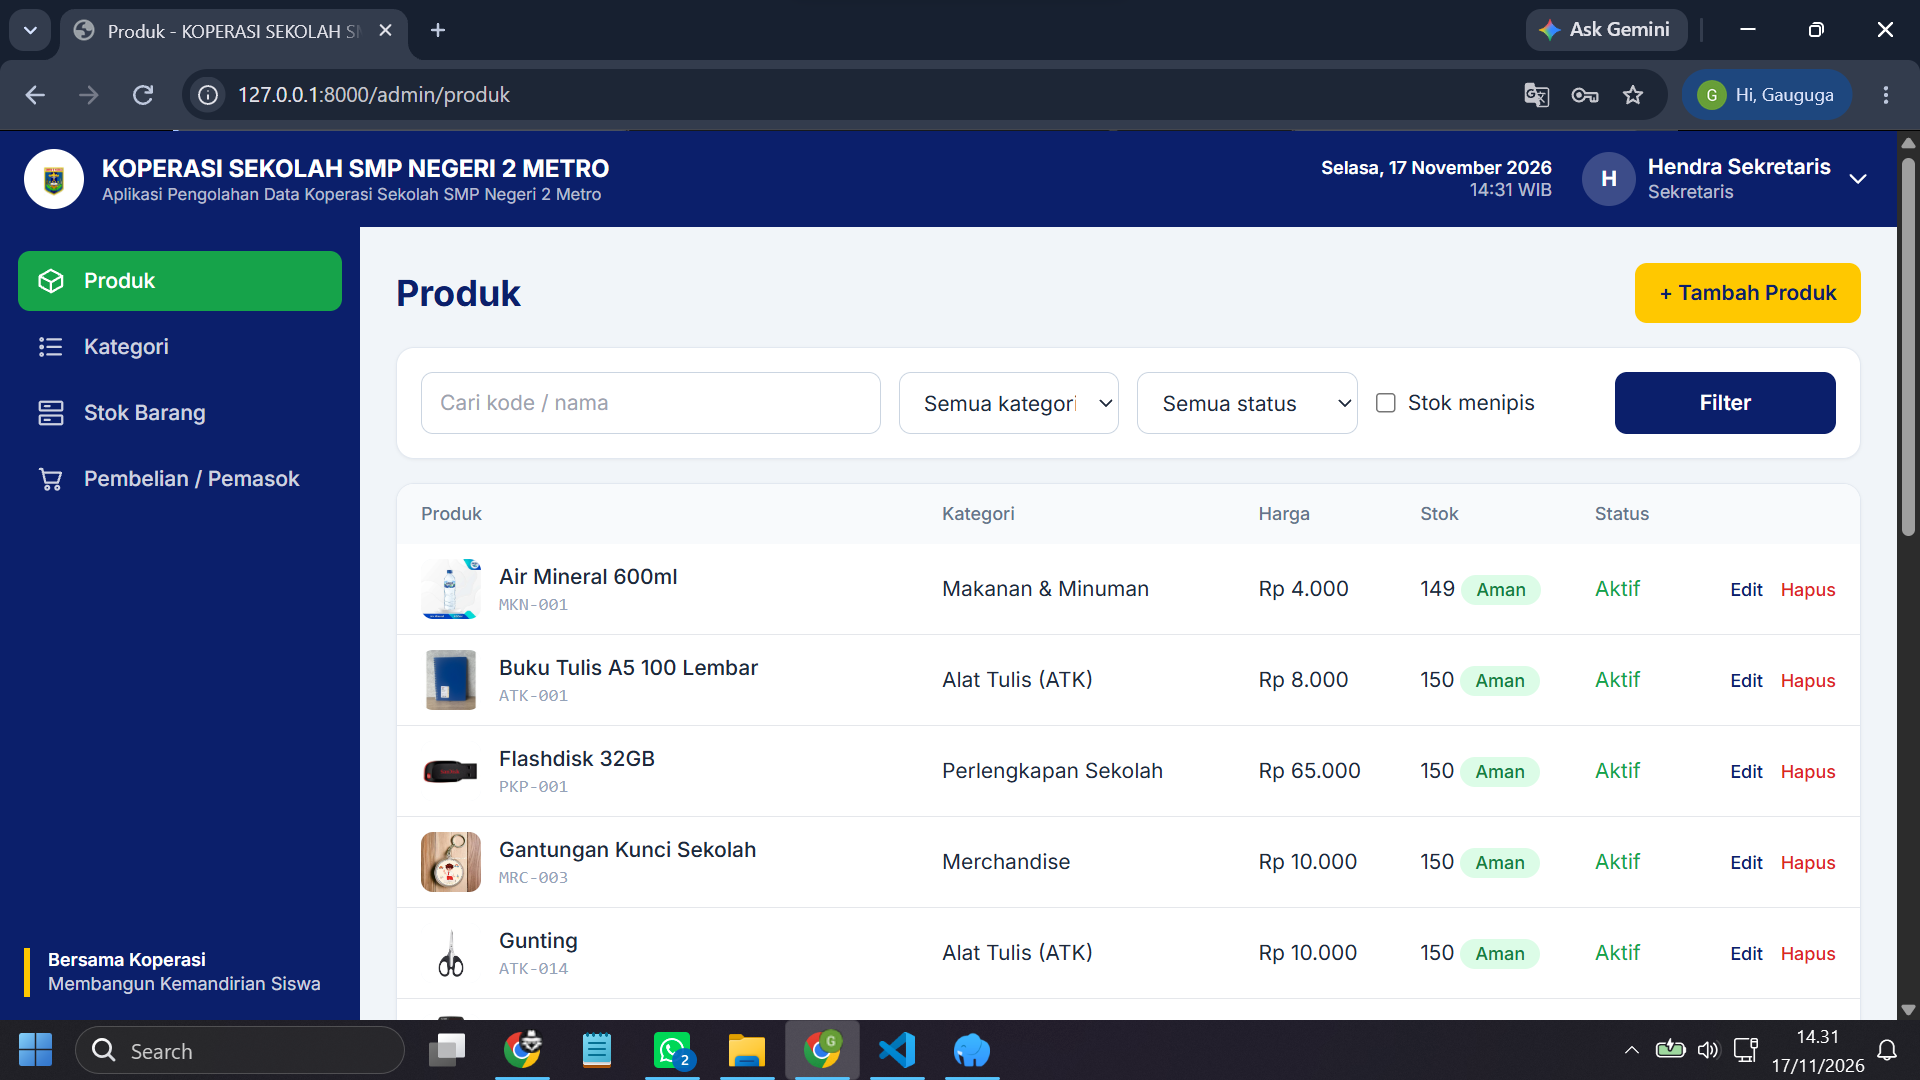 Produk - KOPERASI SEKOLAH SM
Ask Gemini
127.0.0.1:8000/admin/produk
G Hi, Gauguga
KOPERASI SEKOLAH SMP NEGERI 2 METRO
Aplikasi Pengolahan Data Koperasi Sekolah SMP Negeri 2 Metro
Selasa, 17 November 2026
14:31 WIB
H
Hendra Sekretaris
Sekretaris
Produk
Kategori
Stok Barang
Pembelian / Pemasok
Bersama Koperasi
Membangun Kemandirian Siswa
Produk
+ Tambah Produk
Cari kode / nama
Semua kategori
Semua status
Stok menipis
Filter
Produk Kategori Harga Stok Status
Air Mineral 600ml
MKN-001
Makanan & Minuman Rp 4.000 149 Aman Aktif Edit Hapus
Buku Tulis A5 100 Lembar
ATK-001
Alat Tulis (ATK) Rp 8.000 150 Aman Aktif Edit Hapus
Flashdisk 32GB
PKP-001
Perlengkapan Sekolah Rp 65.000 150 Aman Aktif Edit Hapus
Gantungan Kunci Sekolah
MRC-003
Merchandise Rp 10.000 150 Aman Aktif Edit Hapus
Gunting
ATK-014
Alat Tulis (ATK) Rp 10.000 150 Aman Aktif Edit Hapus
Search
G
2
14.31
17/11/2026